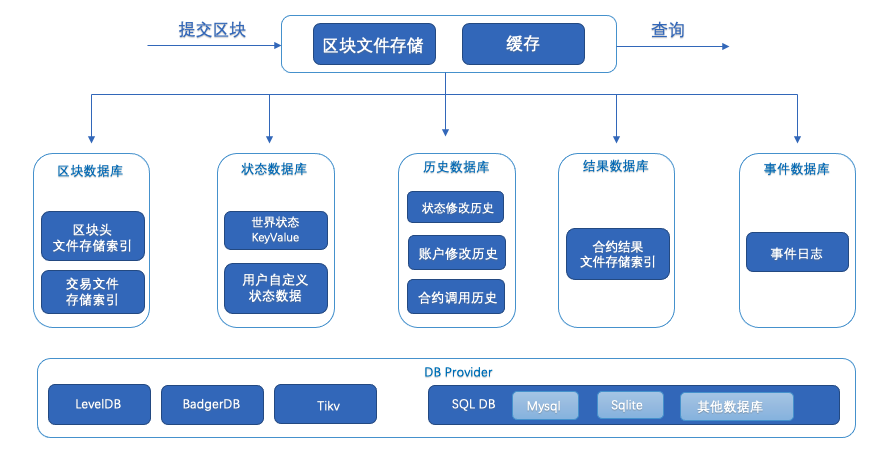 提交区块
区块文件存储
缓存
查询
区块数据库
区块头
文件存储索引
交易文件
存储索引
状态数据库
世界状态
KeyValue
用户自定义
状态数据
历史数据库
状态修改历史
账户修改历史
合约调用历史
结果数据库
合约结果
文件存储索引
事件数据库
事件日志
DB Provider
LevelDB
BadgerDB
Tikv
SQL DB
Mysql
Sqlite
其他数据库